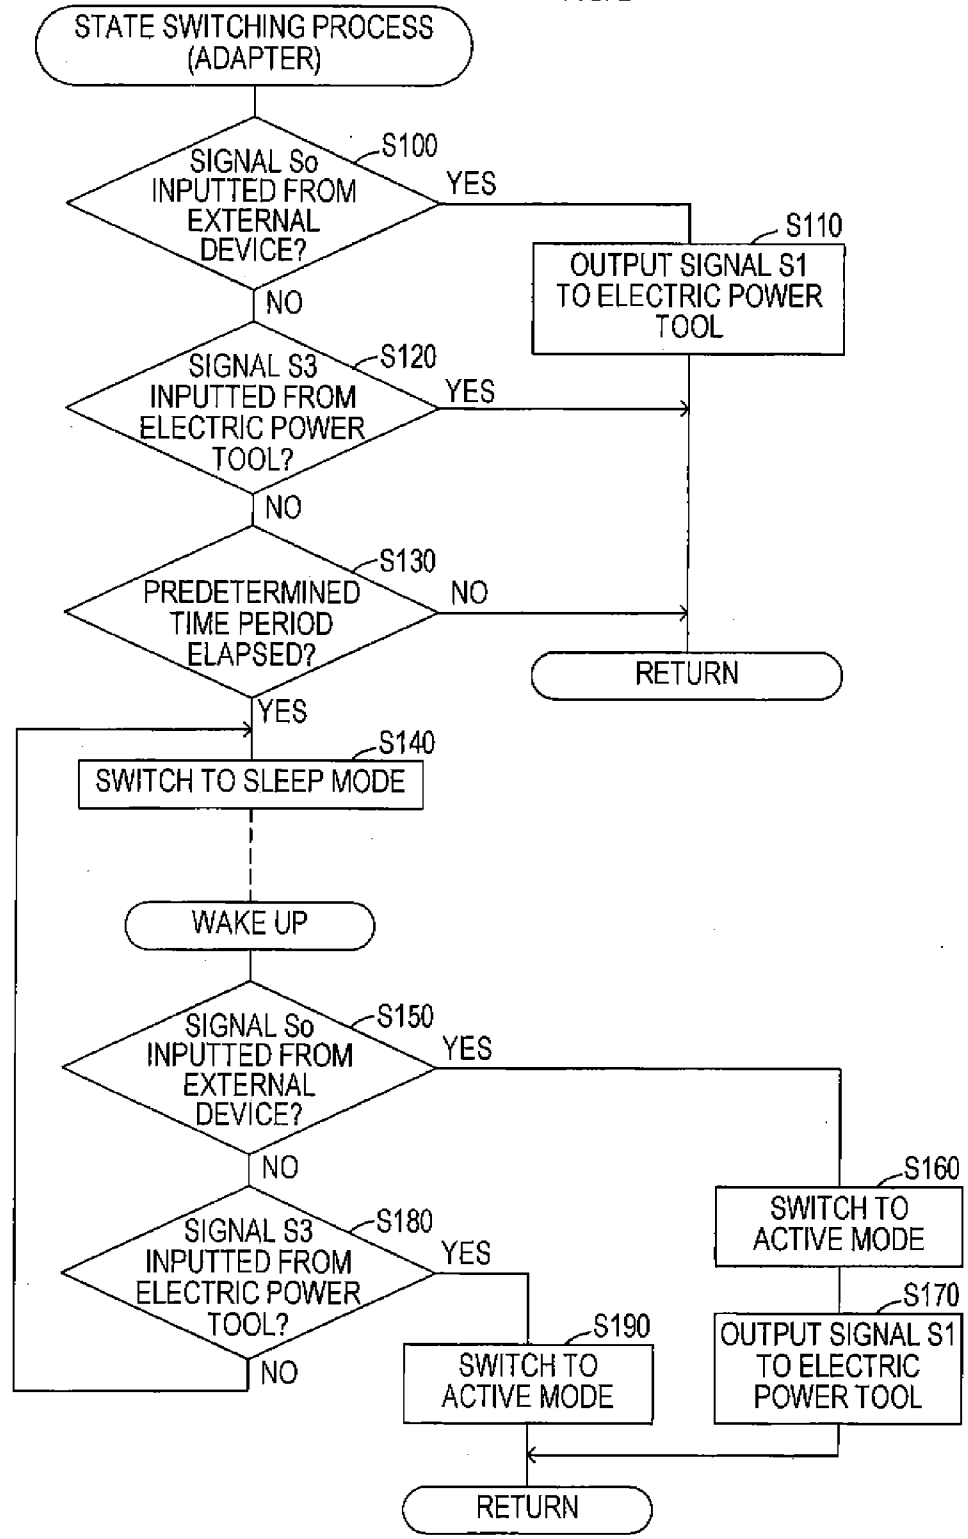 STATE SWITCHING PROCESS
(ADAPTER)
S100
SIGNAL So
INPUTTED FROM
EXTERNAL
DEVICE?
YES
NO
S110
OUTPUT SIGNAL S1
TO ELECTRIC POWER
TOOL
S120
SIGNAL S3
INPUTTED FROM
ELECTRIC POWER
TOOL?
YES
NO
S130
PREDETERMINED
TIME PERIOD
ELAPSED?
NO
YES
RETURN
S140
SWITCH TO SLEEP MODE
WAKE UP
S150
SIGNAL So
INPUTTED FROM
EXTERNAL
DEVICE?
YES
NO
S160
SWITCH TO
ACTIVE MODE
S170
OUTPUT SIGNAL S1
TO ELECTRIC
POWER TOOL
S180
SIGNAL S3
INPUTTED FROM
ELECTRIC POWER
TOOL?
YES
NO
S190
SWITCH TO
ACTIVE MODE
RETURN